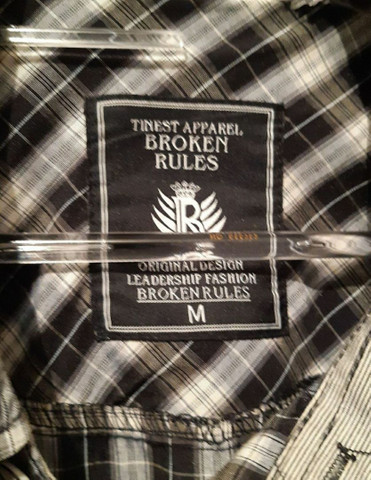 TINEST APPAREL
BROKEN
RULES
R
ORIGINAL DESIGN
LEADERSHIP FASHION
BROKEN RULES
M